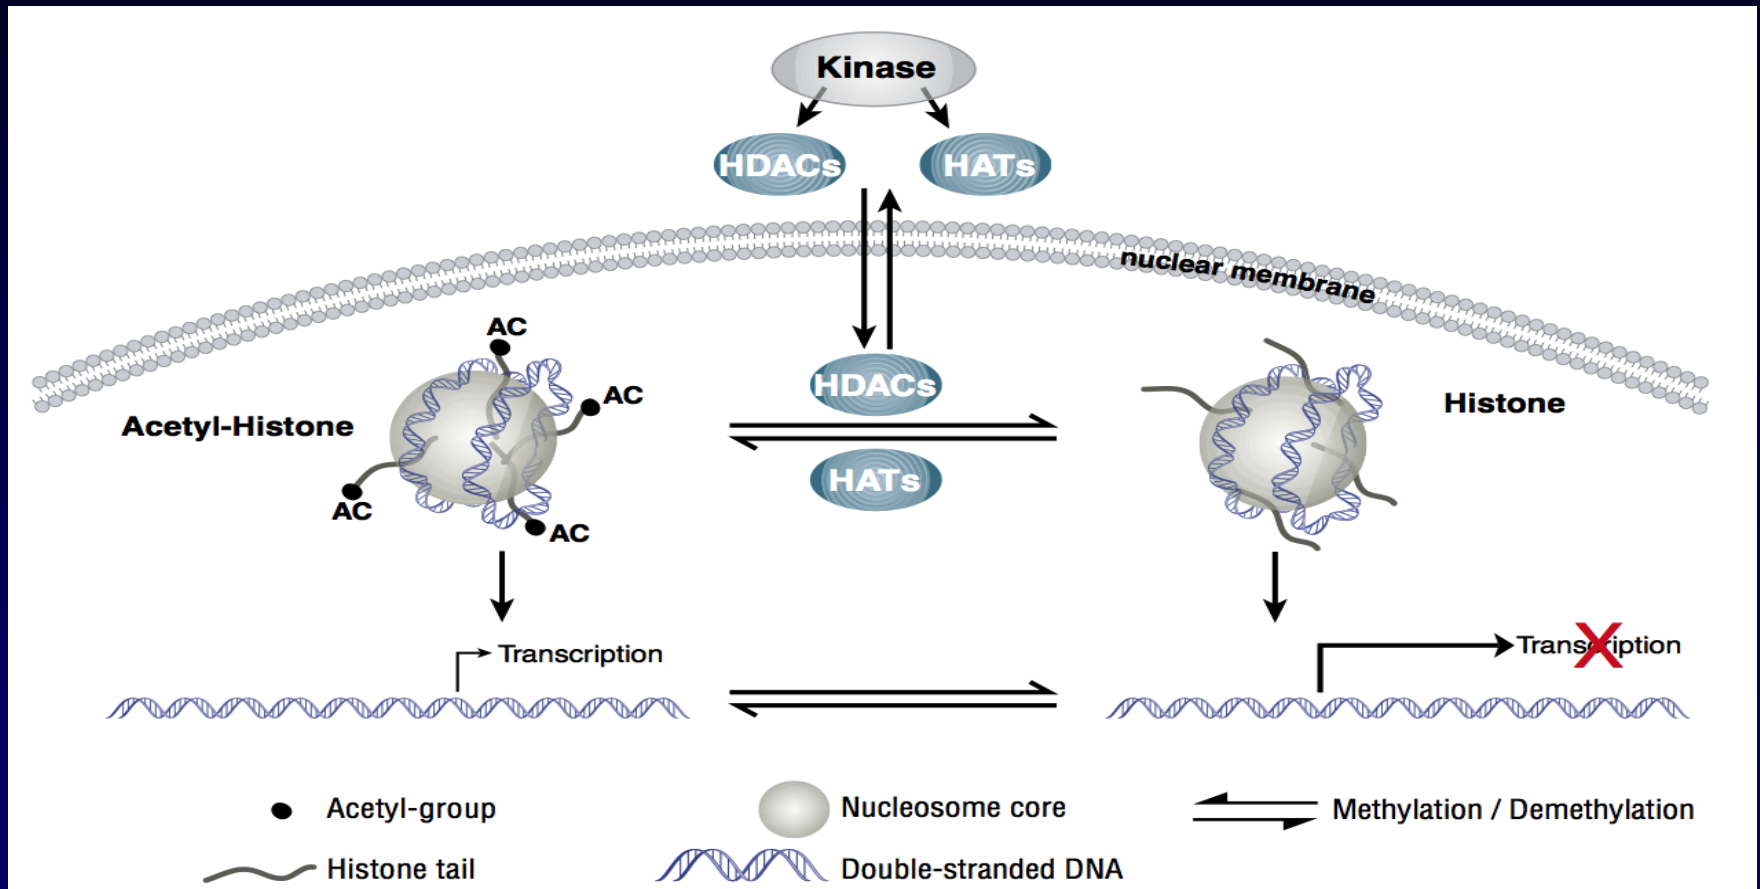 Kinase
HDACs
HATs
nuclear membrane
AC
AC
Acetyl-Histone
AC
AC
HDACs
HATs
Histone
Transcription
Transcription
Acetyl-group
Nucleosome core
Methylation / Demethylation
Histone tail
Double-stranded DNA